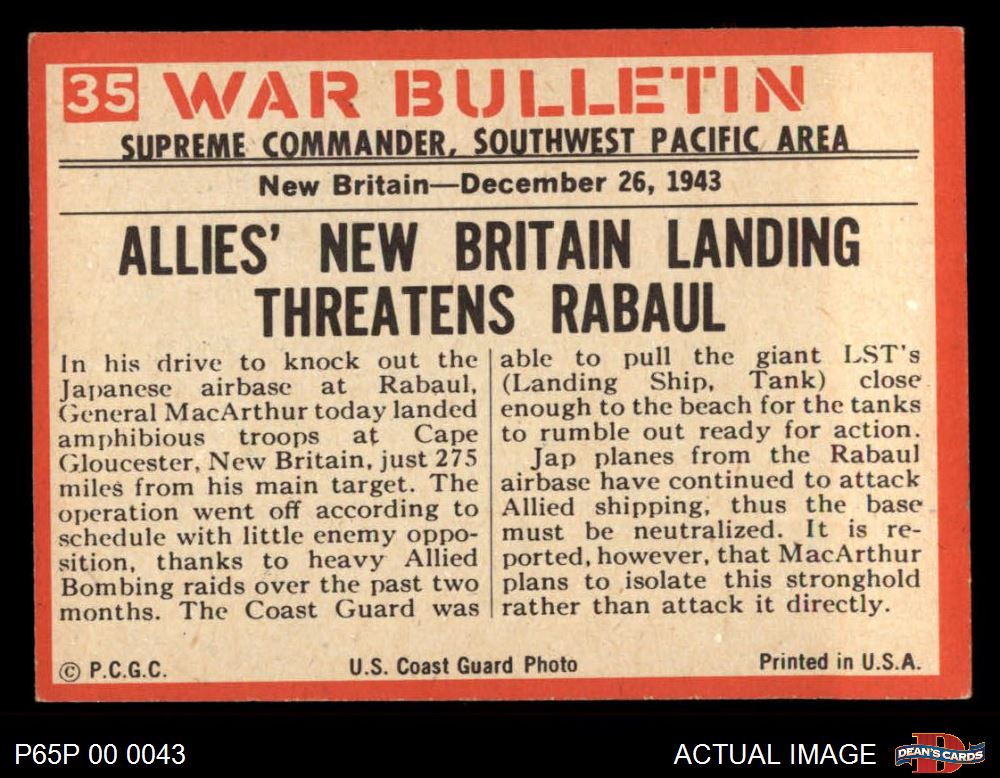 35 WAR BULLETIN
SUPREME COMMANDER, SOUTHWEST PACIFIC AREA
New Britain—December 26, 1943
ALLIES' NEW BRITAIN LANDING
THREATENS RABAUL
In his drive to knock out the
Japanese airbase at Rabaul,
General MacArthur today landed
amphibious troops at Cape
Gloucester, New Britain, just 275
miles from his main target. The
operation went off according to
schedule with little enemy oppo-
sition, thanks to heavy Allied
Bombing raids over the past two
months. The Coast Guard was
able to pull the giant LST's
(Landing Ship, Tank) close
enough to the beach for the tanks
to rumble out ready for action.
Jap planes from the Rabaul
airbase have continued to attack
Allied shipping, thus the base
must be neutralized. It is re-
ported, however, that MacArthur
plans to isolate this stronghold
rather than attack it directly.
© P.C.G.C.
U.S. Coast Guard Photo
Printed in U.S.A.
P65P 00 0043
ACTUAL IMAGE
DEAN'S CARDS